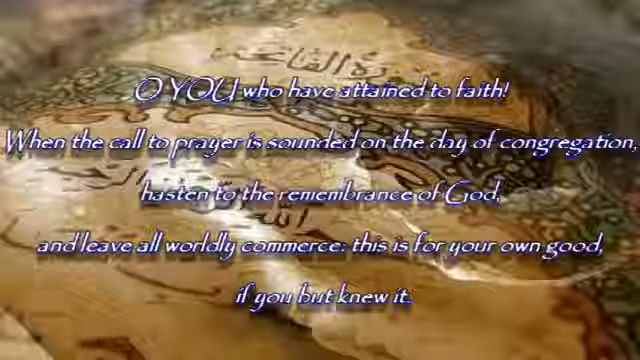 سورة الفاتحة
O YOU who have attained to faith!
When the call to prayer is sounded on the day of congregation,
hasten to the remembrance of God,
and leave all worldly commerce: this is for your own good,
if you but knew it.